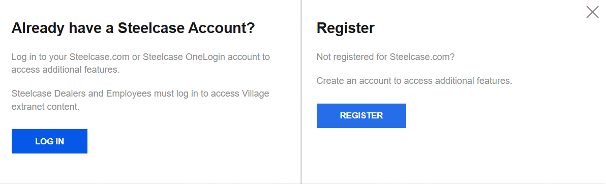 Already have a Steelcase Account?
Log in to your Steelcase.com or Steelcase OneLogin account to
access additional features.
Steelcase Dealers and Employees must log in to access Village
extranet content.
LOG IN
Register
Not registered for Steelcase.com?
Create an account to access additional features.
REGISTER